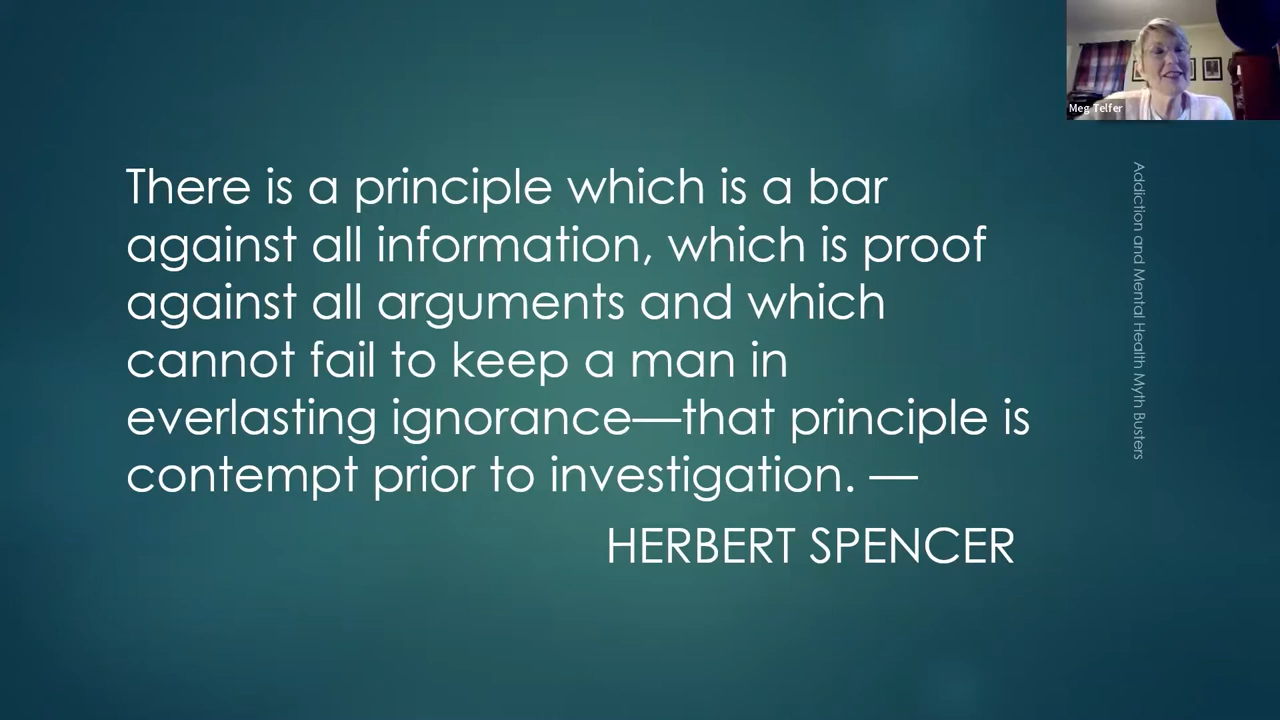 Meg Telfer
There is a principle which is a bar
against all information, which is proof
against all arguments and which
cannot fail to keep a man in
everlasting ignorance—that principle is
contempt prior to investigation. —
HERBERT SPENCER
Addiction and Mental Health Myth Busters